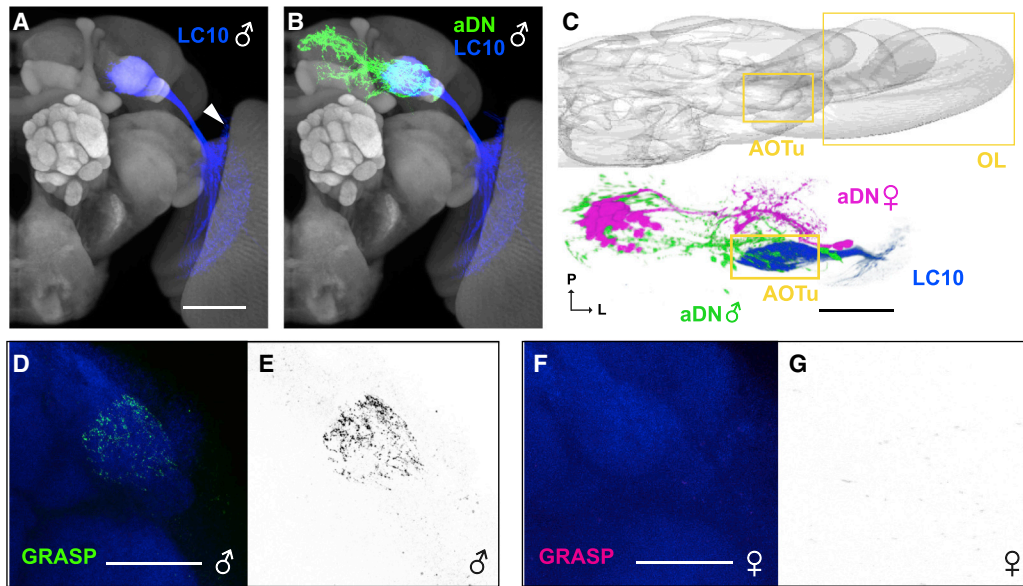 A
LC10 ♂
B
aDN
LC10 ♂
C
AOTu
OL
aDN♀
LC10
AOTu
aDN♂
P
L
D
GRASP
♂
E
♂
F
GRASP
♀
G
♀